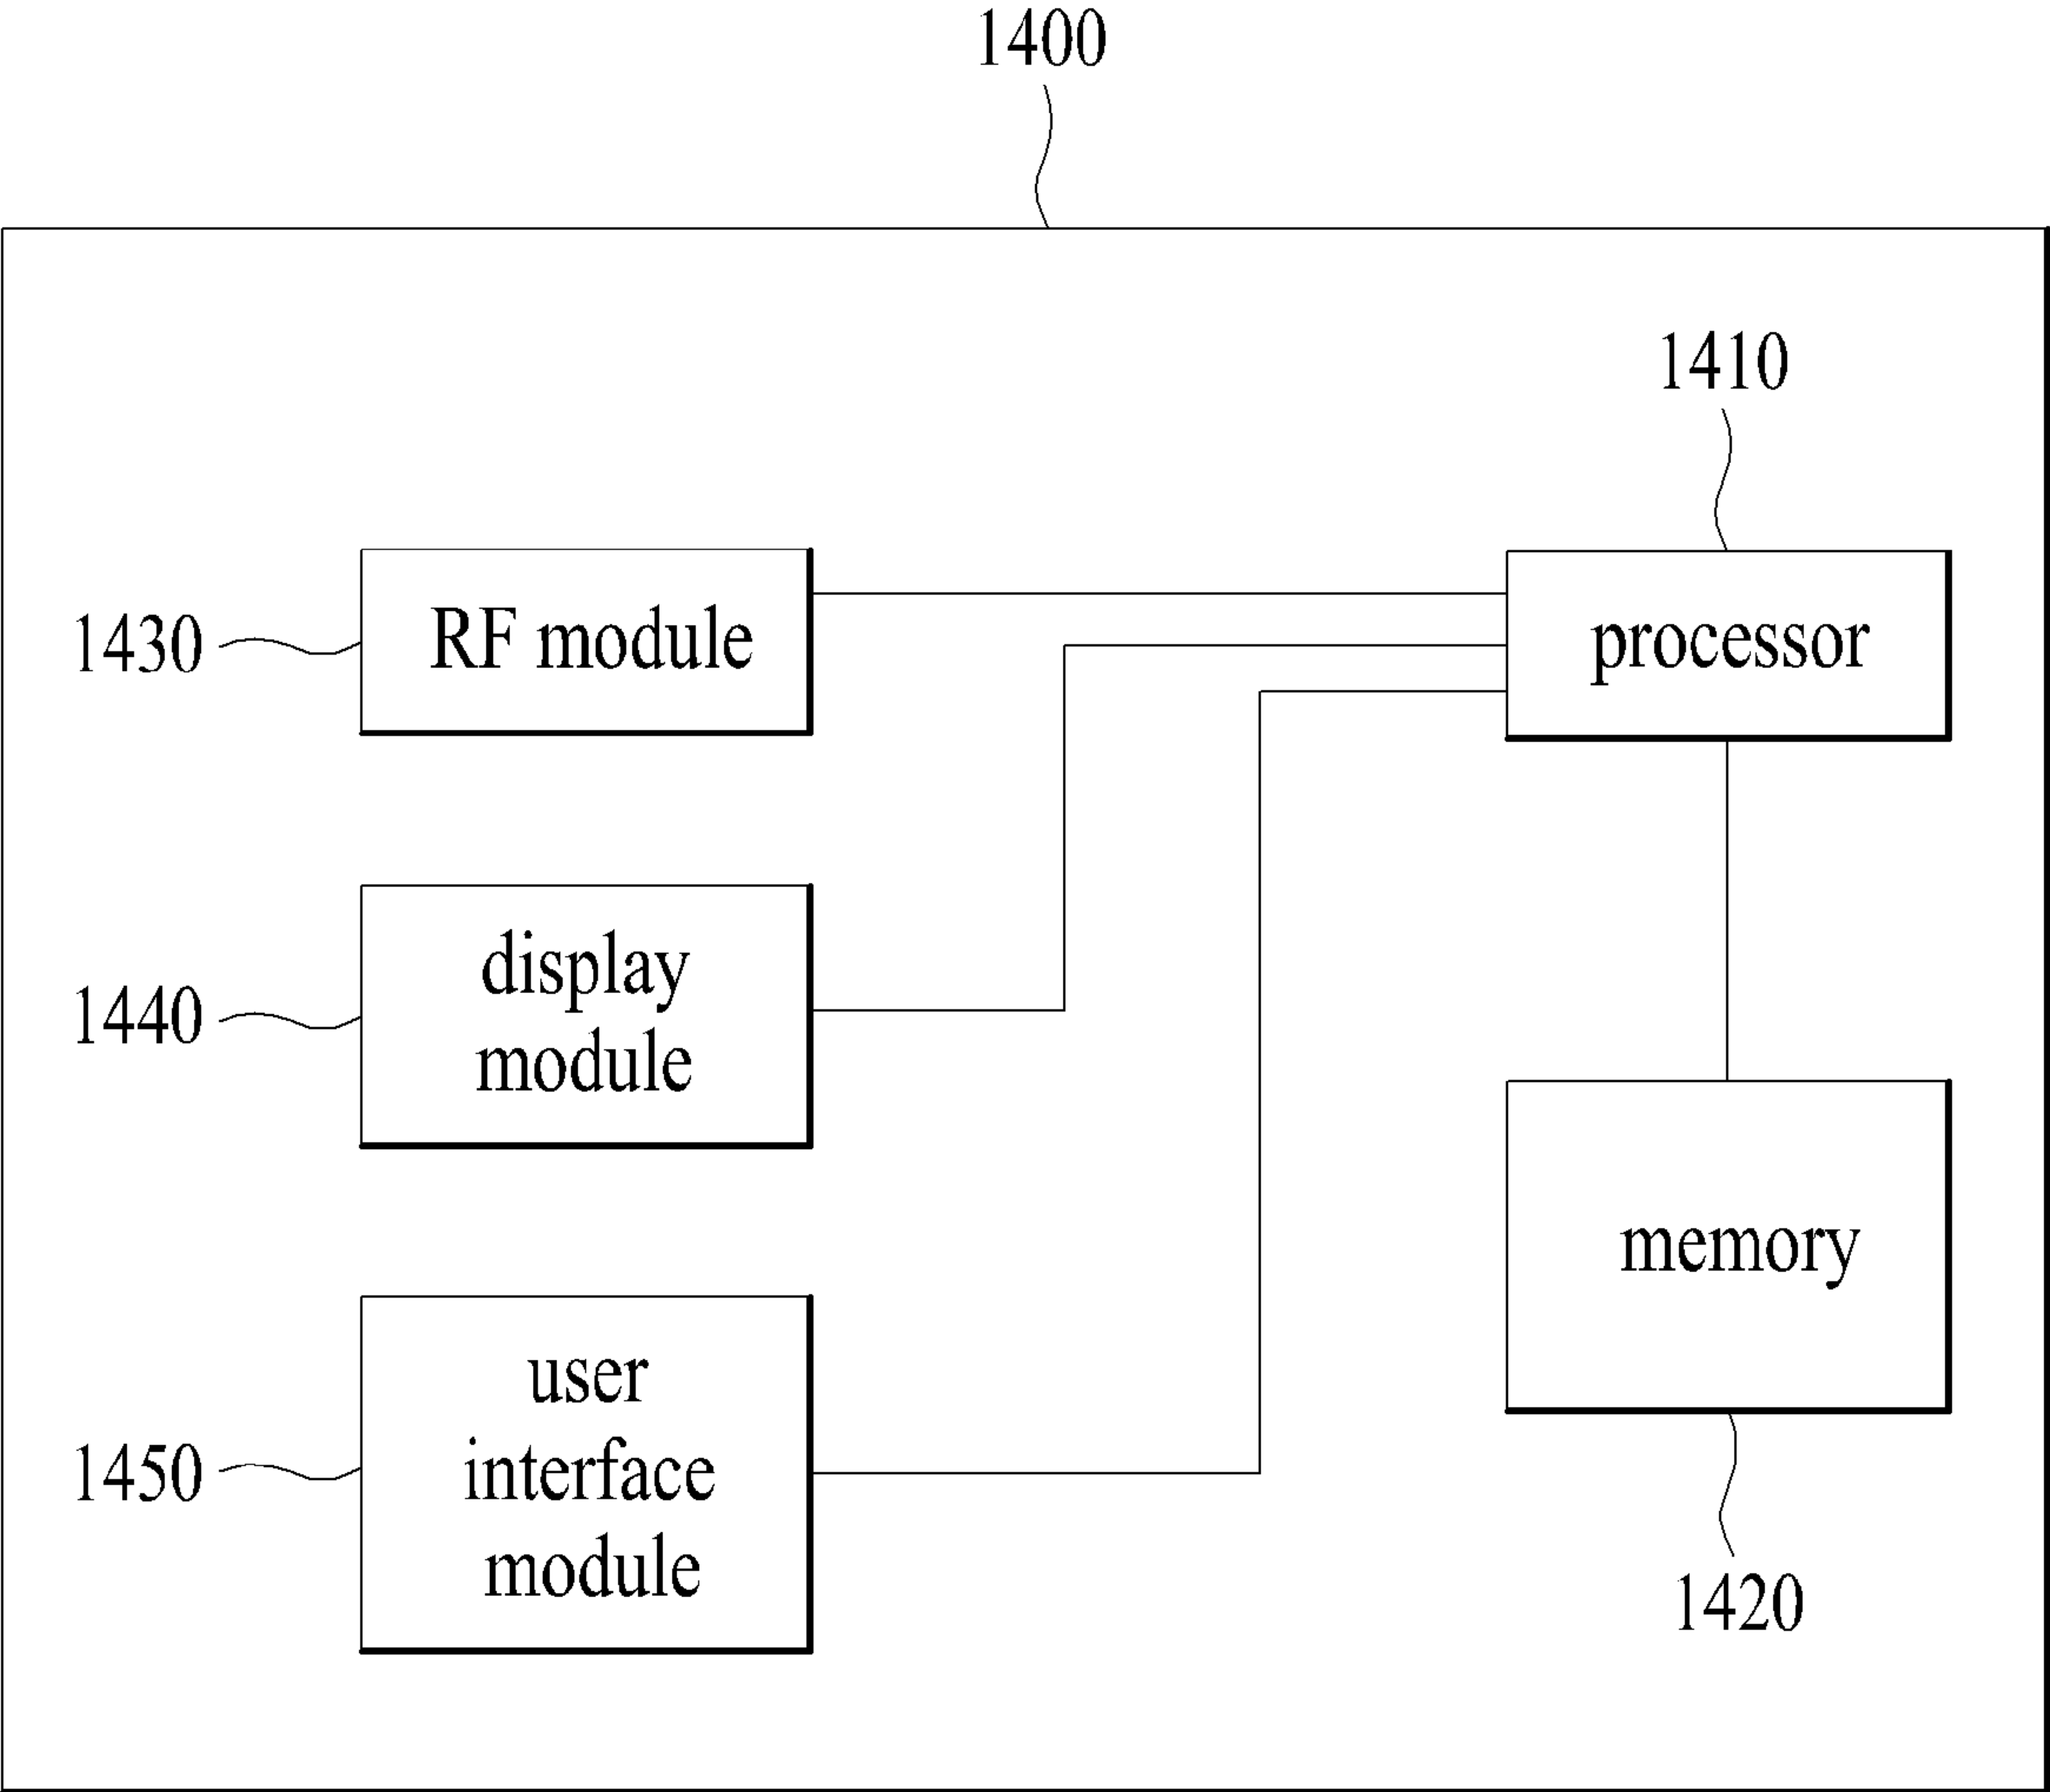 1400
1410
1430
RF module
processor
1440
display
module
memory
1450
user
interface
module
1420